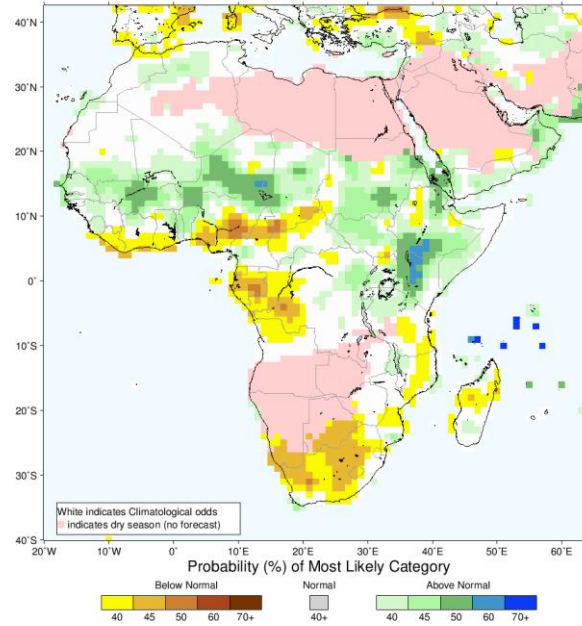 40°N
30°N
20°N
10°N
0°
10°S
20°S
30°S
40°S
White indicates Climatological odds
indicates dry season (no forecast)
20°W 10°W 0° 10°E 20°E 30°E 40°E 50°E 60°E
Probability (%) of Most Likely Category
Below Normal Normal Above Normal
40 45 50 60 70+ 40+ 40 45 50 60 70+